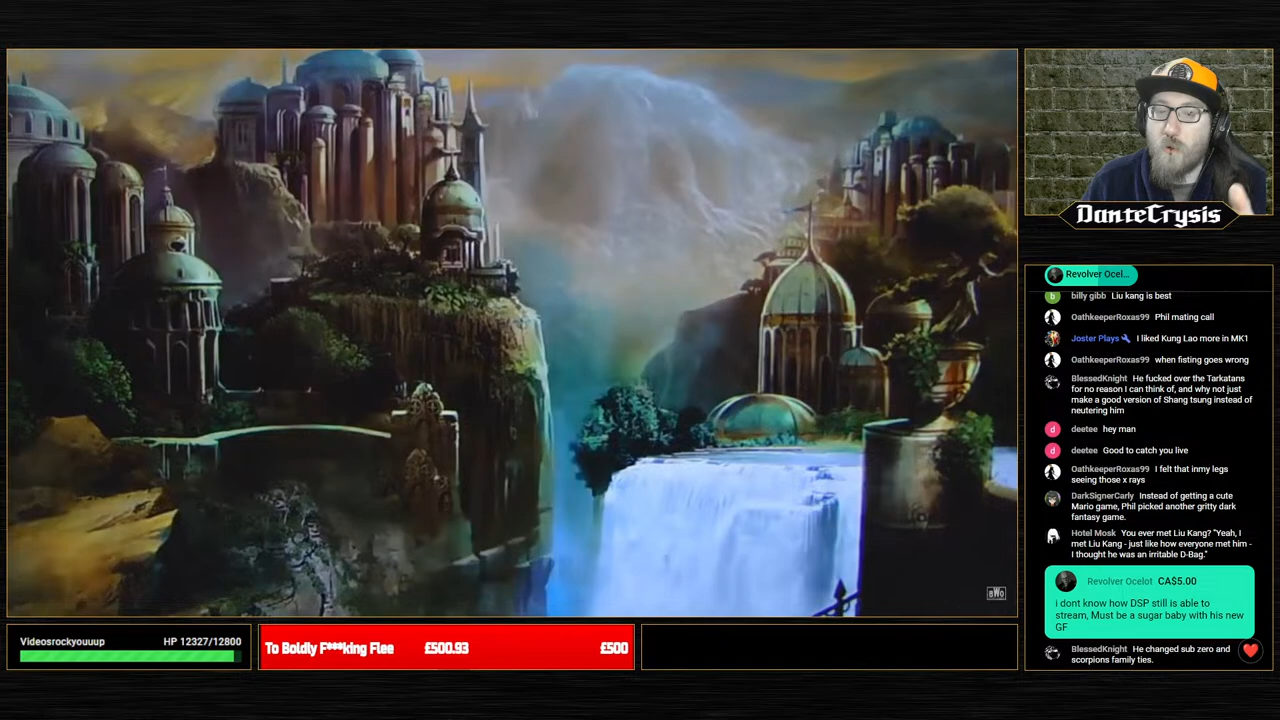 BWO
DanteCrysis
Revolver Ocel...
billy gibb Liu kang is best
OathkeeperRoxas99 Phil mating call
Joster Plays I liked Kung Lao more in MK1
OathkeeperRoxas99 when fisting goes wrong
BlessedKnight He fucked over the Tarkatans
for no reason I can think of, and why not just
make a good version of Shang tsung instead of
neutering him
d deetee hey man
d deetee Good to catch you live
OathkeeperRoxas99 I felt that inmy legs
seeing those x rays
DarkSignerCarly Instead of getting a cute
Mario game, Phil picked another gritty dark
fantasy game.
Hotel Mosk You ever met Liu Kang? "Yeah, I
met Liu Kang - just like how everyone met him -
I thought he was an irritable D-Bag."
Revolver Ocelot CA$5.00
i dont know how DSP still is able to
stream, Must be a sugar baby with his new
GF
BlessedKnight He changed sub zero and
scorpions family ties.
Videosrockyouuup HP 12327/12800
To Boldly F***king Flee £500.93 £500